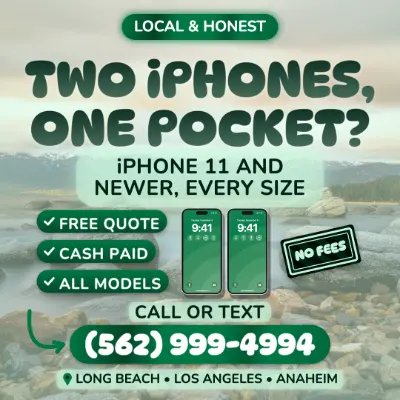 LOCAL & HONEST
TWO iPHONES,
ONE POCKET?
iPHONE 11 AND
NEWER, EVERY SIZE
FREE QUOTE
CASH PAID
ALL MODELS
9:41
9:41
NO FEES
CALL OR TEXT
(562) 999-4994
LONG BEACH • LOS ANGELES • ANAHEIM